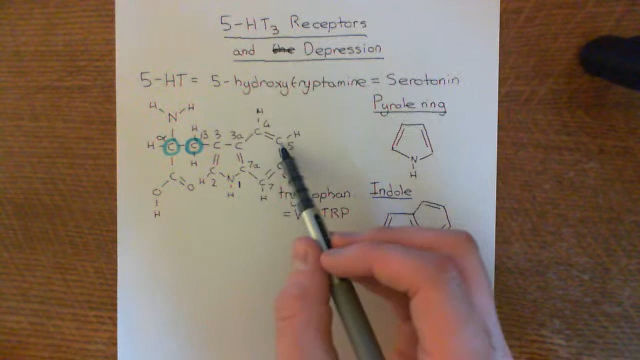 5-HT3 Receptors
and the Depression
5-HT = 5-hydroxytryptamine = Serotonin
Pyrole ring
N
H
Indole
H H
N
α β 3 3a
H C C C C
H H
H
C 4
C 5 H
C 7a
C 7
H
H C 2
N 1
H
C O
O
H
tryptophan
= TRP